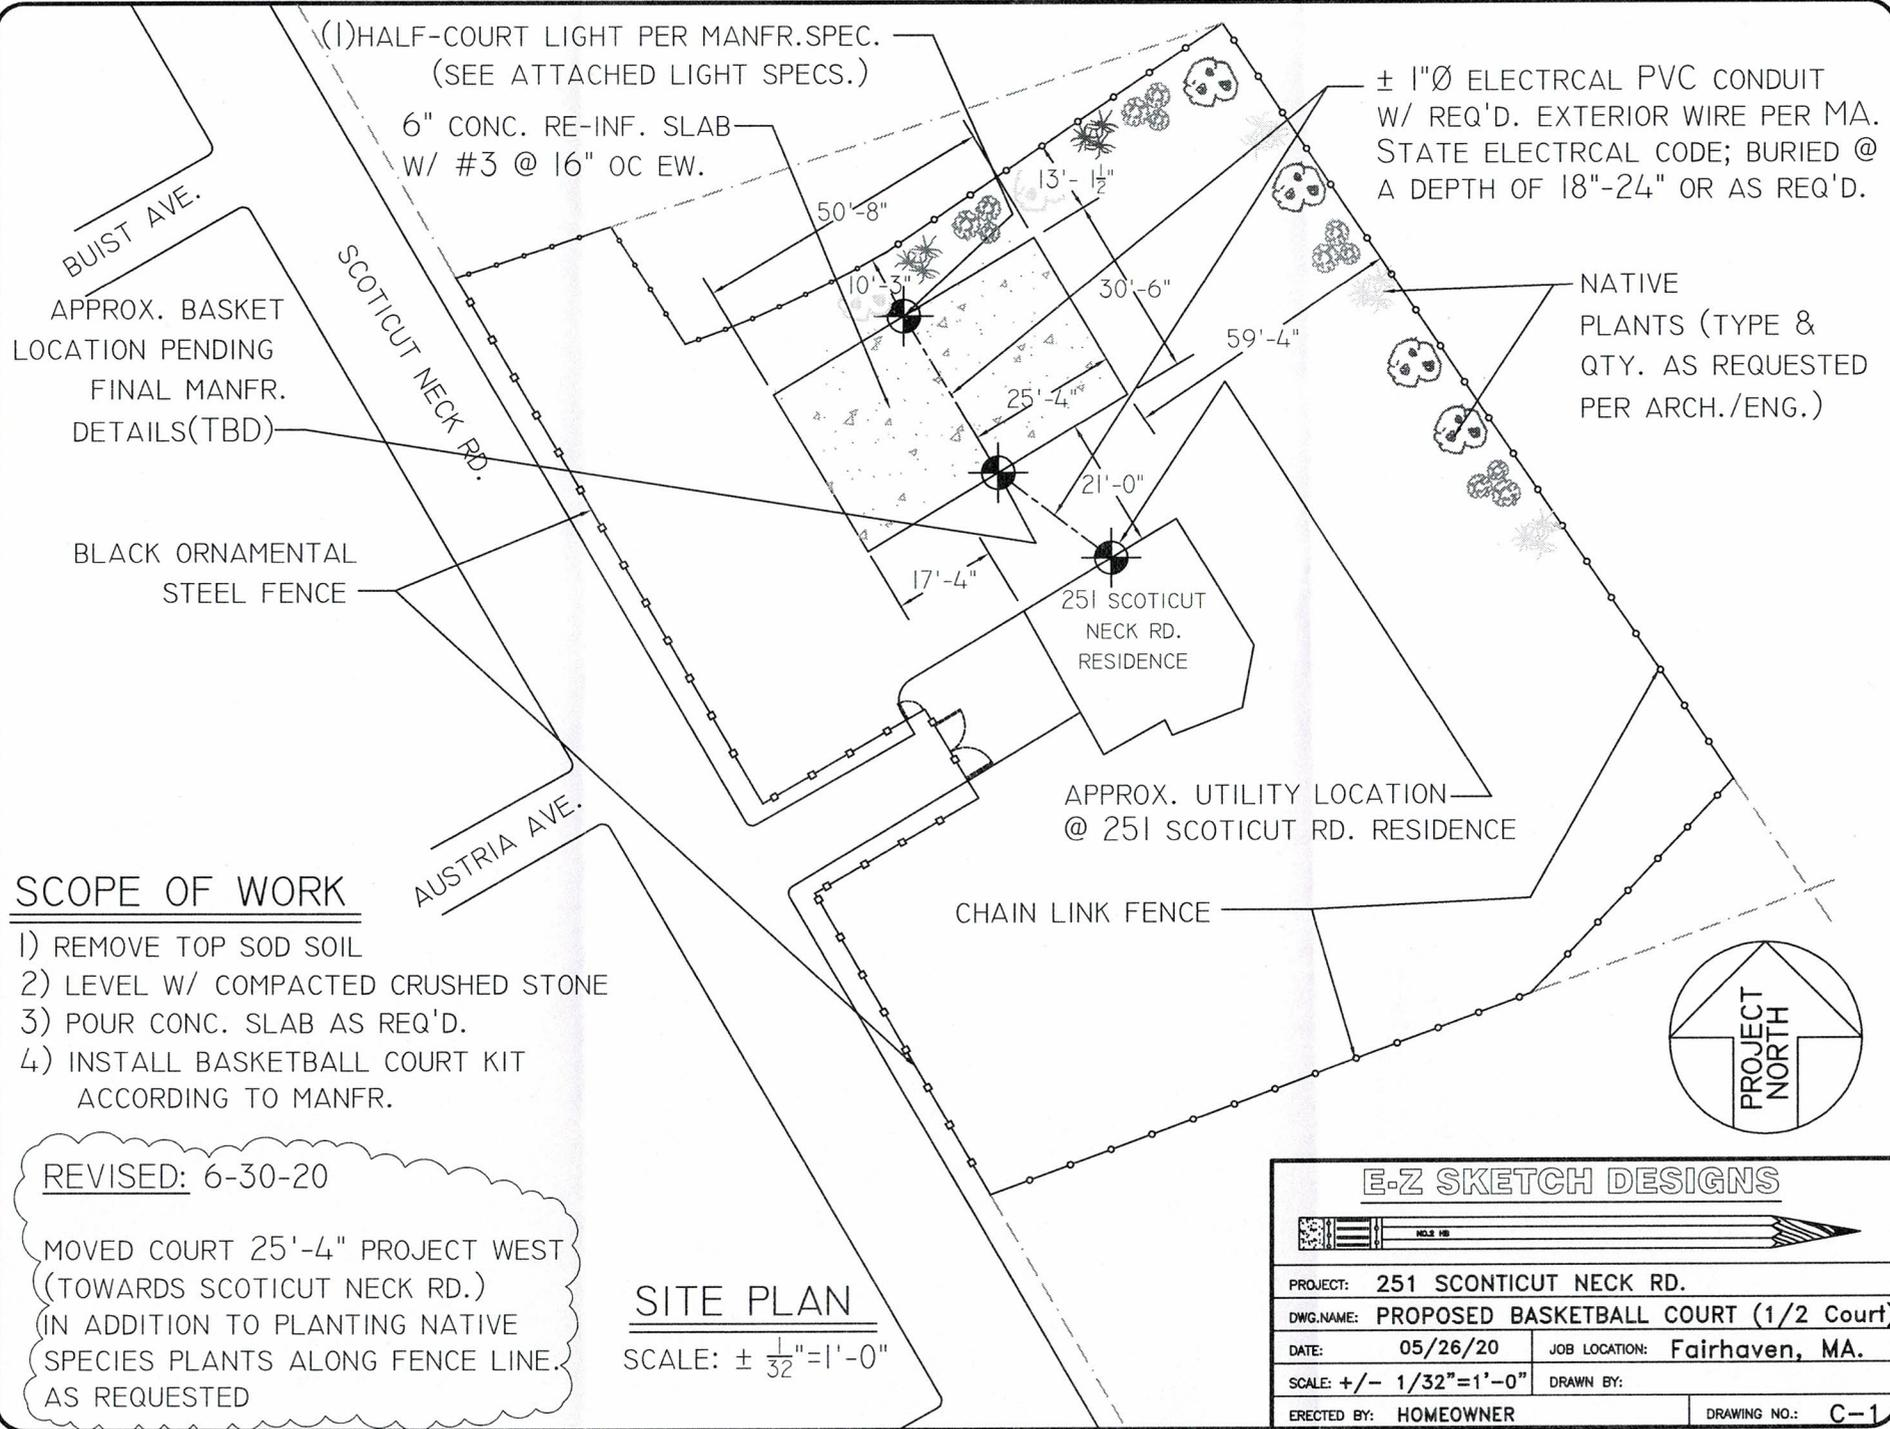 (1)HALF-COURT LIGHT PER MANFR.SPEC.
(SEE ATTACHED LIGHT SPECS.)
6" CONC. RE-INF. SLAB
W/ #3 @ 16" OC EW.
± 1"Ø ELECTRCAL PVC CONDUIT
W/ REQ'D. EXTERIOR WIRE PER MA.
STATE ELECTRCAL CODE; BURIED @
A DEPTH OF 18"-24" OR AS REQ'D.
BUIST AVE.
SCOTICUT NECK RD.
APPROX. BASKET
LOCATION PENDING
FINAL MANFR.
DETAILS(TBD)
50'-8"
13'- 1½"
10'-3"
30'-6"
59'-4"
25'-4"
21'-0"
17'-4"
NATIVE
PLANTS (TYPE &
QTY. AS REQUESTED
PER ARCH./ENG.)
BLACK ORNAMENTAL
STEEL FENCE
251 SCOTICUT
NECK RD.
RESIDENCE
APPROX. UTILITY LOCATION
@ 251 SCOTICUT RD. RESIDENCE
AUSTRIA AVE.
CHAIN LINK FENCE
SCOPE OF WORK
1) REMOVE TOP SOD SOIL
2) LEVEL W/ COMPACTED CRUSHED STONE
3) POUR CONC. SLAB AS REQ'D.
4) INSTALL BASKETBALL COURT KIT
ACCORDING TO MANFR.
REVISED: 6-30-20
MOVED COURT 25'-4" PROJECT WEST
(TOWARDS SCOTICUT NECK RD.)
IN ADDITION TO PLANTING NATIVE
SPECIES PLANTS ALONG FENCE LINE.
AS REQUESTED
SITE PLAN
SCALE: ± 1/32"=1'-0"
PROJECT
NORTH
E-Z SKETCH DESIGNS
NO.2 HB
PROJECT: 251 SCONTICUT NECK RD.
DWG.NAME: PROPOSED BASKETBALL COURT (1/2 Court)
DATE: 05/26/20 JOB LOCATION: Fairhaven, MA.
SCALE: +/- 1/32"=1'-0" DRAWN BY:
ERECTED BY: HOMEOWNER DRAWING NO.: C-1